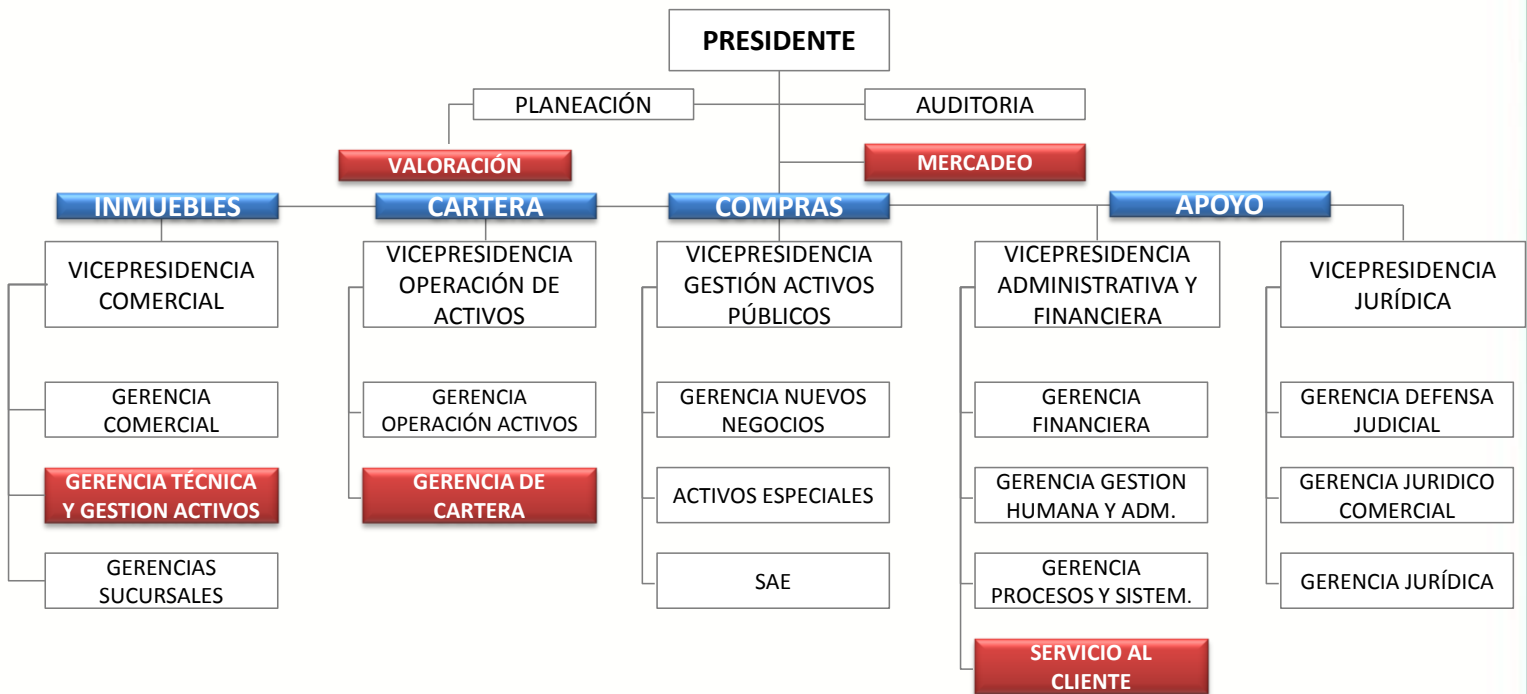 PRESIDENTE
PLANEACIÓN
AUDITORIA
VALORACIÓN
MERCADEO
INMUEBLES
CARTERA
COMPRAS
APOYO
VICEPRESIDENCIA
COMERCIAL
VICEPRESIDENCIA
OPERACIÓN DE
ACTIVOS
VICEPRESIDENCIA
GESTIÓN ACTIVOS
PÚBLICOS
VICEPRESIDENCIA
ADMINISTRATIVA Y
FINANCIERA
VICEPRESIDENCIA
JURÍDICA
GERENCIA
COMERCIAL
GERENCIA
OPERACIÓN ACTIVOS
GERENCIA NUEVOS
NEGOCIOS
GERENCIA
FINANCIERA
GERENCIA DEFENSA
JUDICIAL
GERENCIA TÉCNICA
Y GESTION ACTIVOS
GERENCIA DE
CARTERA
ACTIVOS ESPECIALES
GERENCIA GESTION
HUMANA Y ADM.
GERENCIA JURIDICO
COMERCIAL
GERENCIAS
SUCURSALES
SAE
GERENCIA
PROCESOS Y SISTEM.
GERENCIA JURÍDICA
SERVICIO AL
CLIENTE